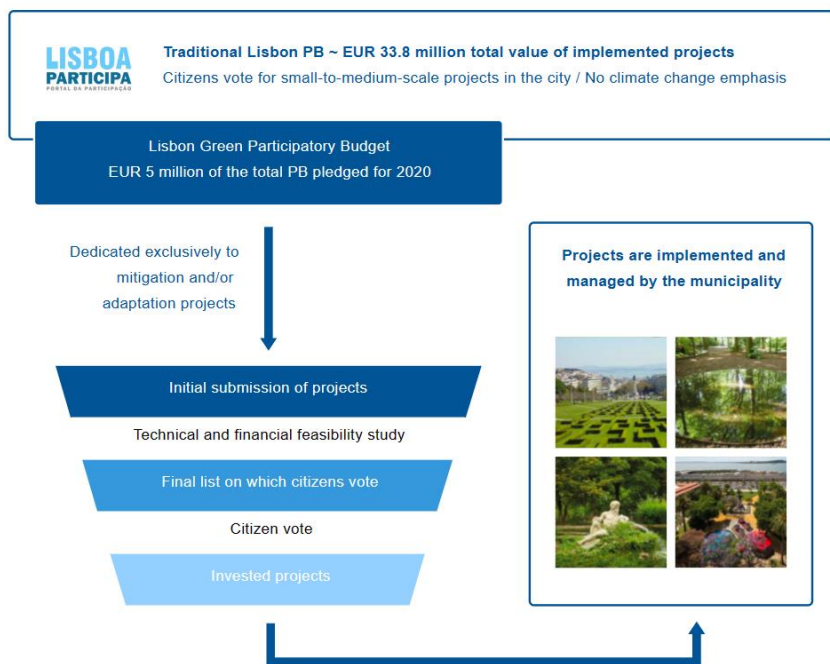 LISBOA
PARTICIPA
PORTAL DA PARTICIPAÇÃO
Traditional Lisbon PB ~ EUR 33.8 million total value of implemented projects
Citizens vote for small-to-medium-scale projects in the city / No climate change emphasis
Lisbon Green Participatory Budget
EUR 5 million of the total PB pledged for 2020
Dedicated exclusively to
mitigation and/or
adaptation projects
Initial submission of projects
Technical and financial feasibility study
Final list on which citizens vote
Citizen vote
Invested projects
Projects are implemented and
managed by the municipality